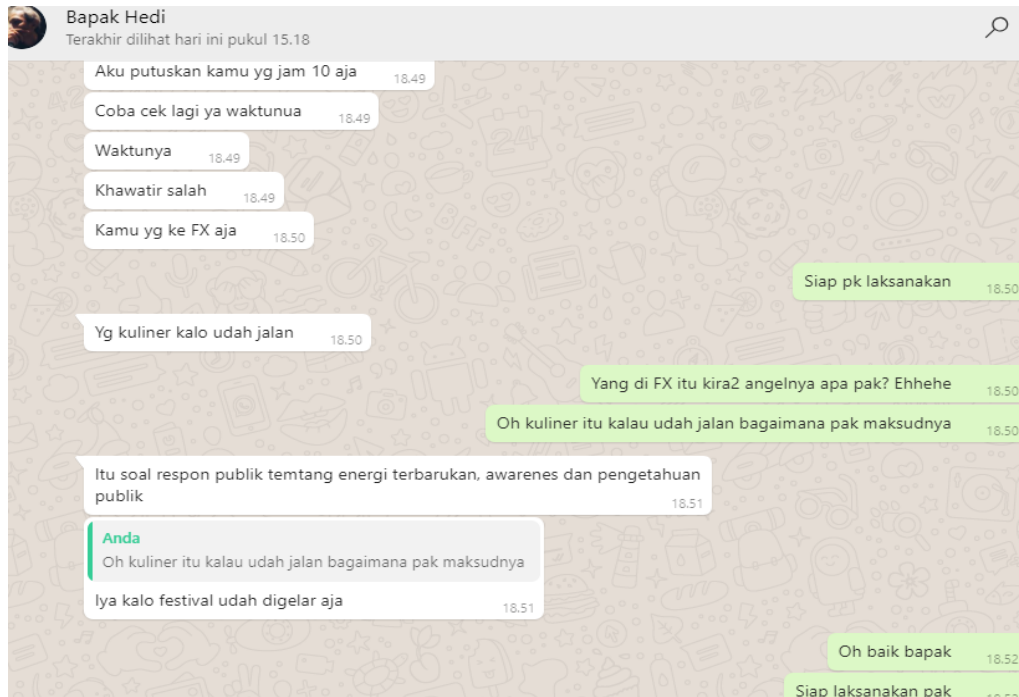 Bapak Hedi
Terakhir dilihat hari ini pukul 15.18
Aku putuskan kamu yg jam 10 aja
18.49
Coba cek lagi ya waktunua
18.49
Waktunya
18.49
Khawatir salah
18.49
Kamu yg ke FX aja
18.50
Siap pk laksanakan
18.50
Yg kuliner kalo udah jalan
18.50
Yang di FX itu kira2 angelnya apa pak? Ehhehe
18.50
Oh kuliner itu kalau udah jalan bagaimana pak maksudnya
18.50
Itu soal respon publik temtang energi terbarukan, awarenes dan pengetahuan
publik
18.51
Anda
Oh kuliner itu kalau udah jalan bagaimana pak maksudnya
Iya kalo festival udah digelar aja
18.51
Oh baik bapak
18.52
Siap laksanakan pak